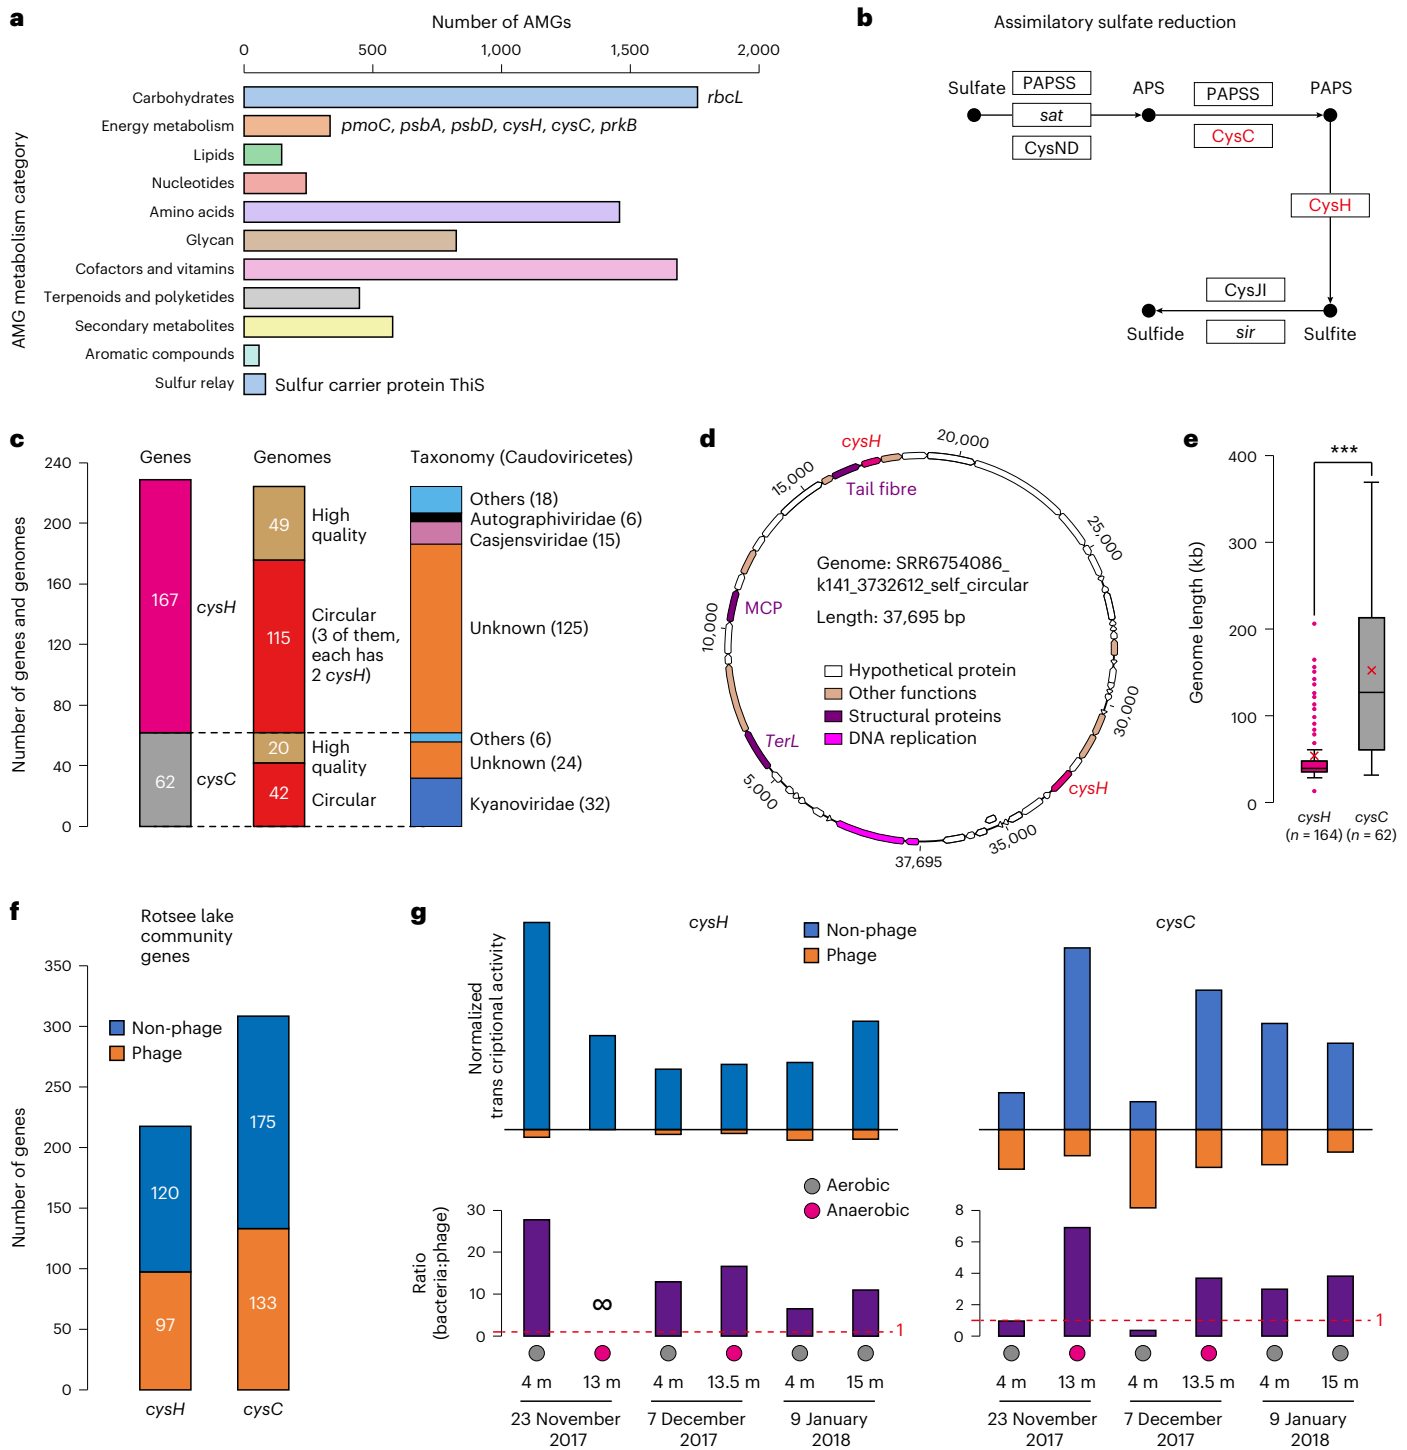 a
Number of AMGs
0 500 1,000 1,500 2,000
AMG metabolism category
Carbohydrates
rbcL
Energy metabolism
pmoC, psbA, psbD, cysH, cysC, prkB
Lipids
Nucleotides
Amino acids
Glycan
Cofactors and vitamins
Terpenoids and polyketides
Secondary metabolites
Aromatic compounds
Sulfur relay
Sulfur carrier protein ThiS
b
Assimilatory sulfate reduction
Sulfate
PAPSS
sat
CysND
APS
PAPSS
CysC
PAPS
CysH
CysJI
sir
Sulfide
Sulfite
c
Number of genes and genomes
240
200
160
120
80
40
0
Genes
167
cysH
62
cysC
Genomes
49
High
quality
115
Circular
(3 of them,
each has
2 cysH)
20
High
quality
42
Circular
Taxonomy (Caudoviricetes)
Others (18)
Autographiviridae (6)
Casjensviridae (15)
Unknown (125)
Others (6)
Unknown (24)
Kyanoviridae (32)
d
cysH
20,000
15,000
Tail fibre
25,000
Genome: SRR6754086_
k141_3732612_self_circular
Length: 37,695 bp
MCP
10,000
Hypothetical protein
Other functions
Structural proteins
DNA replication
30,000
TerL
5,000
cysH
35,000
37,695
e
Genome length (kb)
400
300
200
100
0
***
cysH
(n = 164)
cysC
(n = 62)
f
Rotsee lake
community
genes
Number of genes
350
300
250
200
150
100
50
0
Non-phage
Phage
120
97
175
133
cysH
cysC
g
cysH
Normalized
trans criptional activity
Non-phage
Phage
cysC
Aerobic
Anaerobic
Ratio
(bacteria:phage)
30
20
10
0
∞
1
4 m 13 m 4 m 13.5 m 4 m 15 m
23 November
2017
7 December
2017
9 January
2018
8
6
4
2
0
1
4 m 13 m 4 m 13.5 m 4 m 15 m
23 November
2017
7 December
2017
9 January
2018